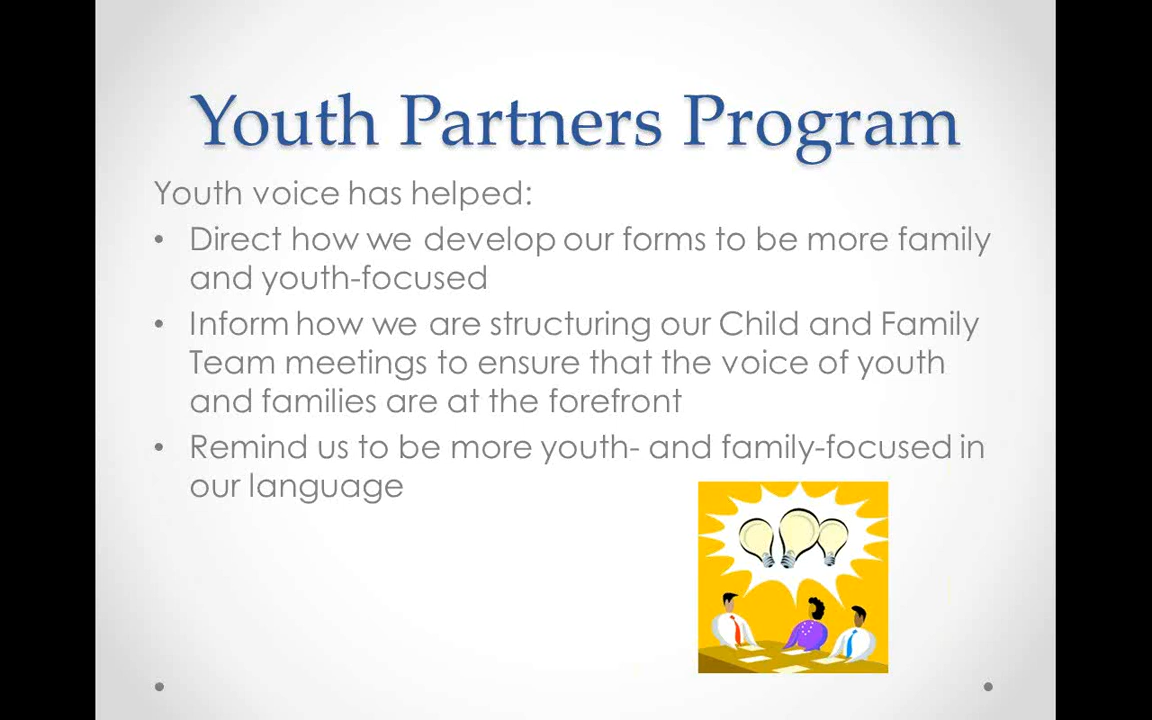 Youth Partners Program
Youth voice has helped:
• Direct how we develop our forms to be more family
and youth-focused
• Inform how we are structuring our Child and Family
Team meetings to ensure that the voice of youth
and families are at the forefront
• Remind us to be more youth- and family-focused in
our language